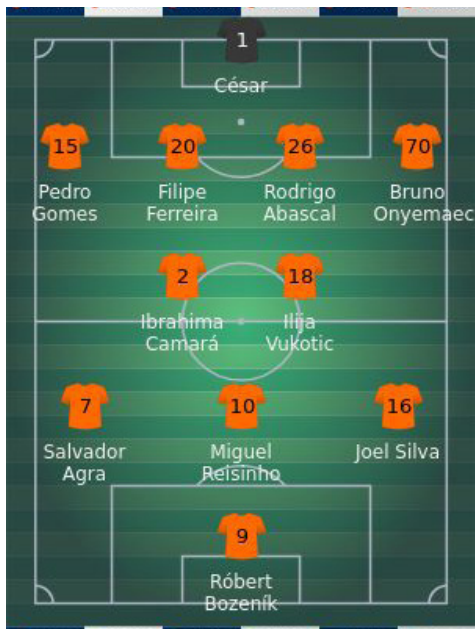 1
César
15 20 26 70
Pedro Filipe Rodrigo Bruno
Gomes Ferreira Abascal Onyemaec
2 18
Ibrahima Ilija
Camará Vukotic
7 10 16
Salvador Miguel Joel Silva
Agra Reisinho
9
Róbert
Bozeník